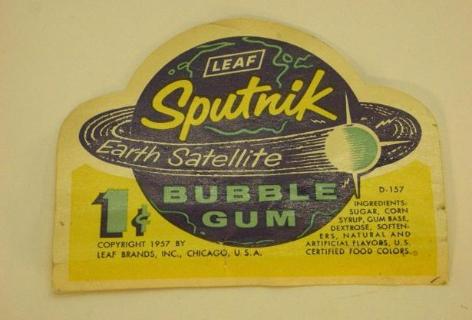 LEAF
Sputnik
Earth Satellite
BUBBLE
GUM
1¢
COPYRIGHT 1957 BY
LEAF BRANDS, INC., CHICAGO, U.S.A.
D-157
INGREDIENTS:
SUGAR, CORN
SYRUP, GUM BASE,
DEXTROSE, SOFTEN-
ERS, NATURAL AND
ARTIFICIAL FLAVORS, U.S.
CERTIFIED FOOD COLORS.